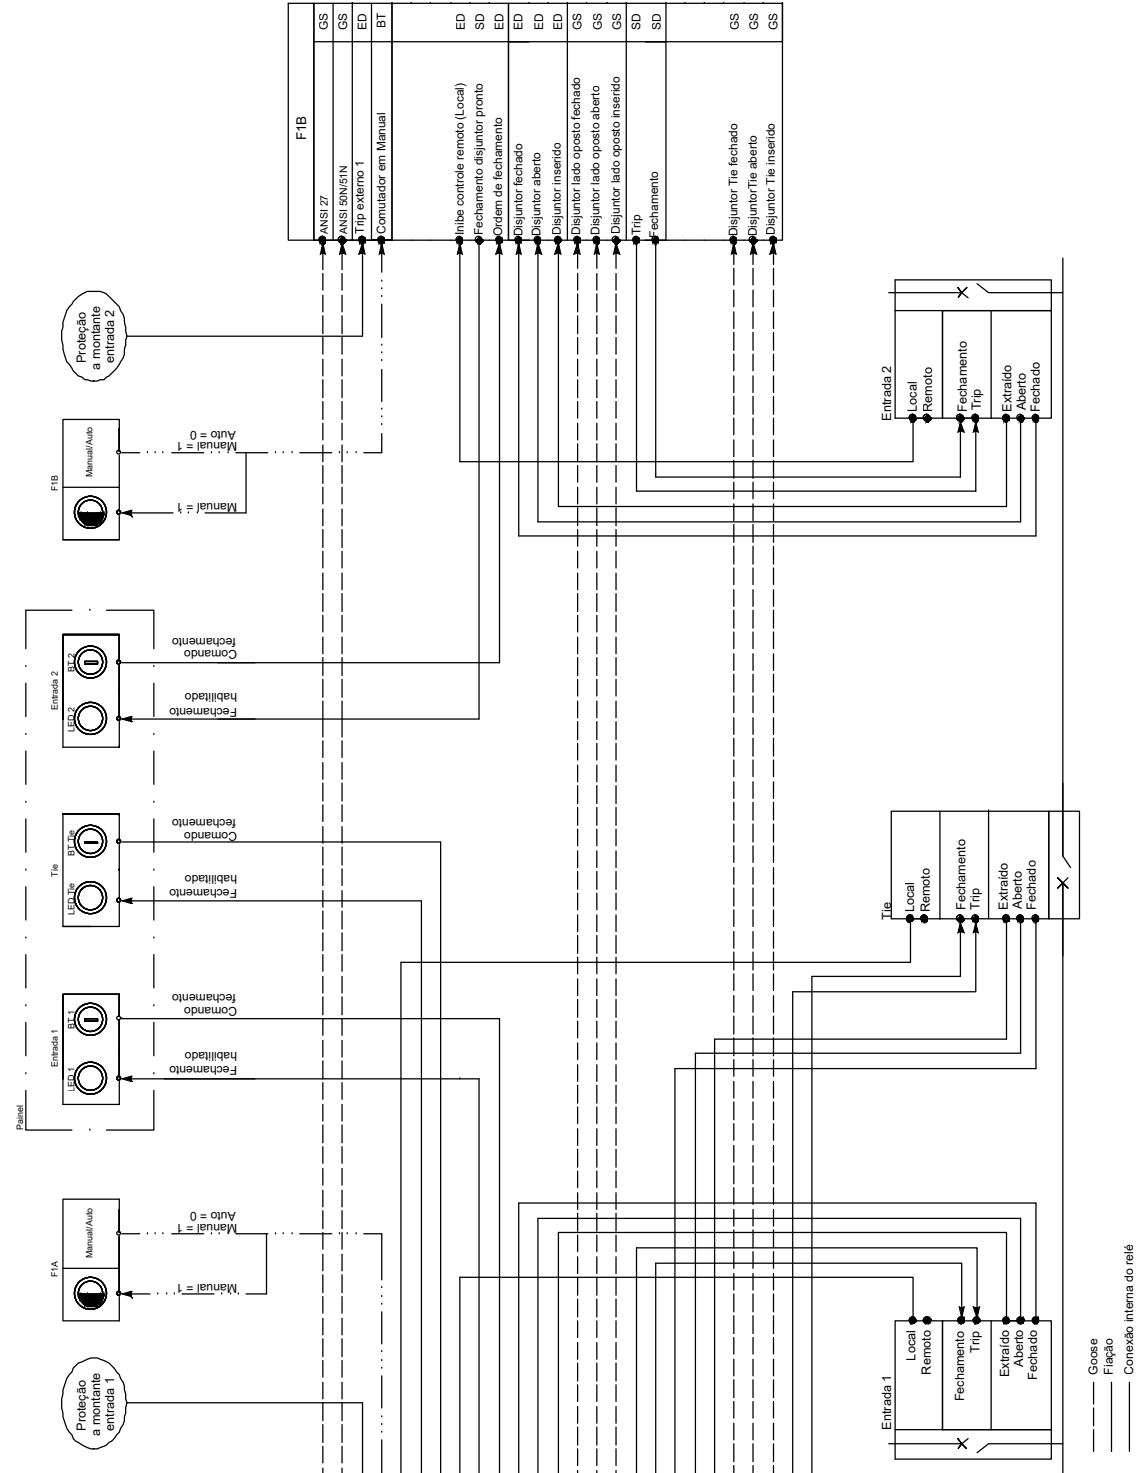 F1B
GS
ANSI 27
GS
ANSI 50N/51N
ED
Trip externo 1
BT
Comutador em Manual
ED
Inibe controle remoto (Local)
SD
Fechamento disjuntor pronto
ED
Ordem de fechamento
ED
Disjuntor fechado
ED
Disjuntor aberto
ED
Disjuntor inserido
GS
Disjuntor lado oposto fechado
GS
Disjuntor lado oposto aberto
GS
Disjuntor lado oposto inserido
SD
Trip
SD
Fechamento
GS
Disjuntor Tie fechado
GS
DisjuntorTie aberto
GS
Disjuntor Tie inserido
Proteção
a montante
entrada 2
F1B
Manual/Auto
Manual = 1
Auto = 0
Manual = 1
Entrada 2
Local
Remoto
Fechamento
Trip
Extraído
Aberto
Fechado
Painel
Entrada 2
LED 2
BT 2
Comando
fechamento
Fechamento
habilitado
Tie
LED Tie
BT Tie
Comando
fechamento
Fechamento
habilitado
Entrada 1
LED 1
BT 1
Comando
fechamento
Fechamento
habilitado
Tie
Local
Remoto
Fechamento
Trip
Extraído
Aberto
Fechado
F1A
Manual/Auto
Manual = 1
Auto = 0
Manual = 1
Proteção
a montante
entrada 1
Entrada 1
Local
Remoto
Fechamento
Trip
Extraído
Aberto
Fechado
Goose
Fiação
Conexão interna do relé